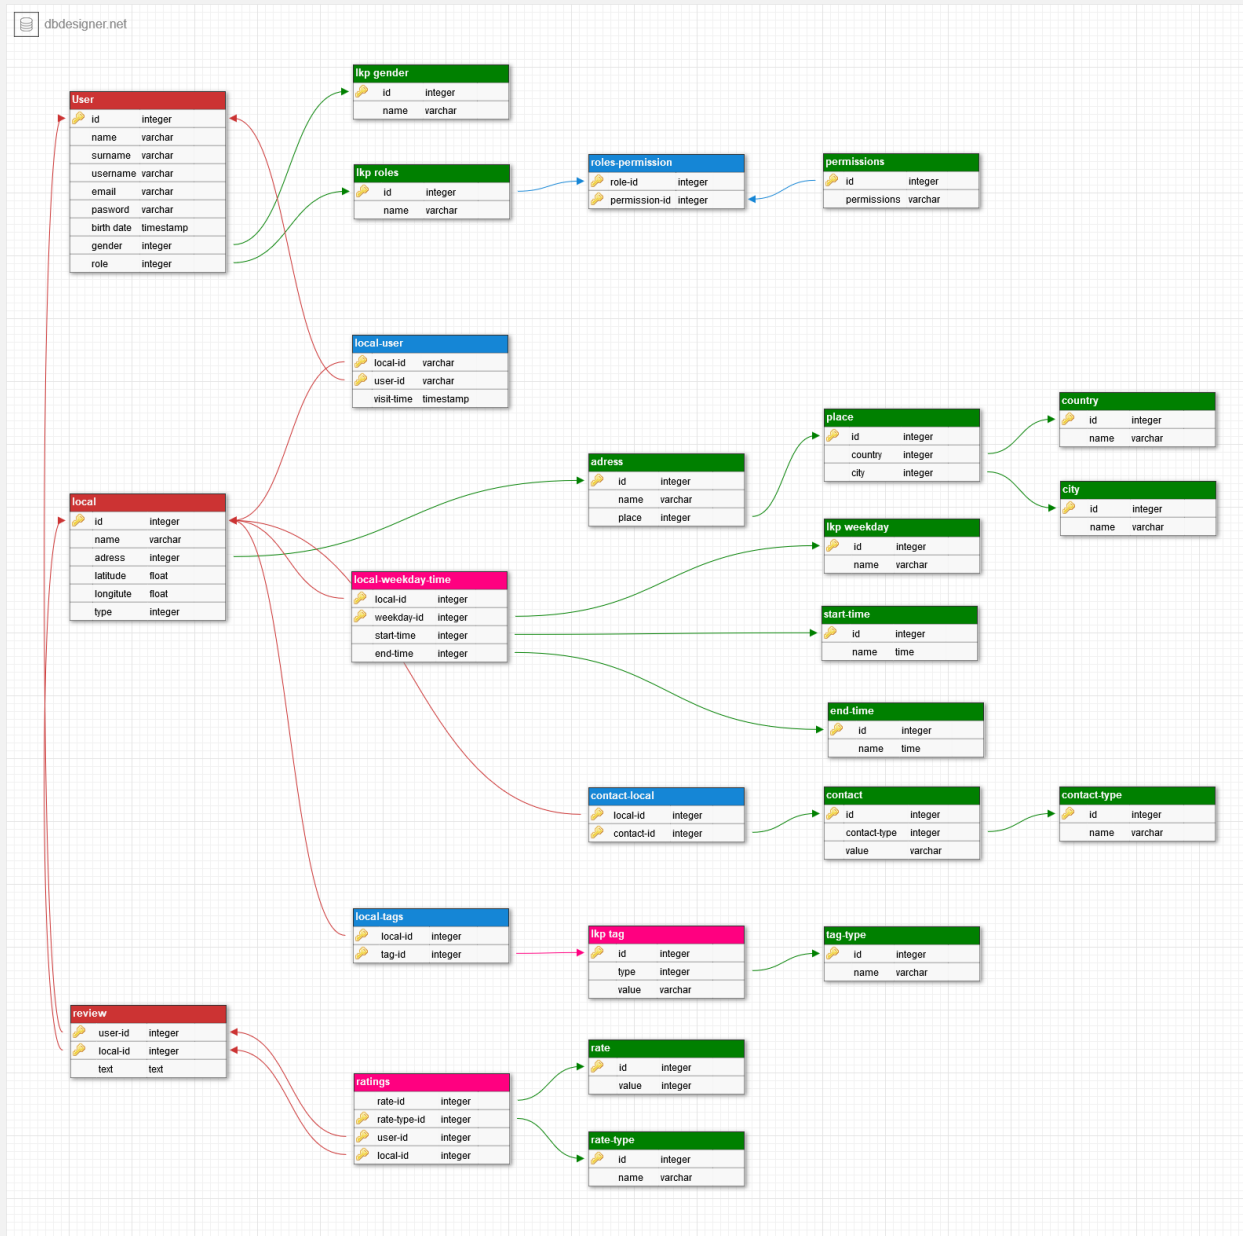 dbdesigner.net
User
id integer
name varchar
surname varchar
username varchar
email varchar
pasword varchar
birth date timestamp
gender integer
role integer
lkp gender
id integer
name varchar
lkp roles
id integer
name varchar
roles-permission
role-id integer
permission-id integer
permissions
id integer
permissions varchar
local-user
local-id varchar
user-id varchar
visit-time timestamp
local
id integer
name varchar
adress integer
latitude float
longitute float
type integer
adress
id integer
name varchar
place integer
place
id integer
country integer
city integer
country
id integer
name varchar
city
id integer
name varchar
local-weekday-time
local-id integer
weekday-id integer
start-time integer
end-time integer
lkp weekday
id integer
name varchar
start-time
id integer
name time
end-time
id integer
name time
contact-local
local-id integer
contact-id integer
contact
id integer
contact-type integer
value varchar
contact-type
id integer
name varchar
local-tags
local-id integer
tag-id integer
lkp tag
id integer
type integer
value varchar
tag-type
id integer
name varchar
review
user-id integer
local-id integer
text text
ratings
rate-id integer
rate-type-id integer
user-id integer
local-id integer
rate
id integer
value integer
rate-type
id integer
name varchar